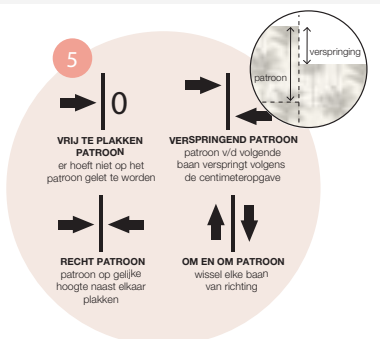 5
verspringing
patroon
0
VRIJ TE PLAKKEN
PATROON
er hoeft niet op het
patroon gelet te worden
VERSPRINGEND PATROON
patroon v/d volgende
baan verspringt volgens
de centimeteropgave
RECHT PATROON
patroon op gelijke
hoogte naast elkaar
plakken
OM EN OM PATROON
wissel elke baan
van richting